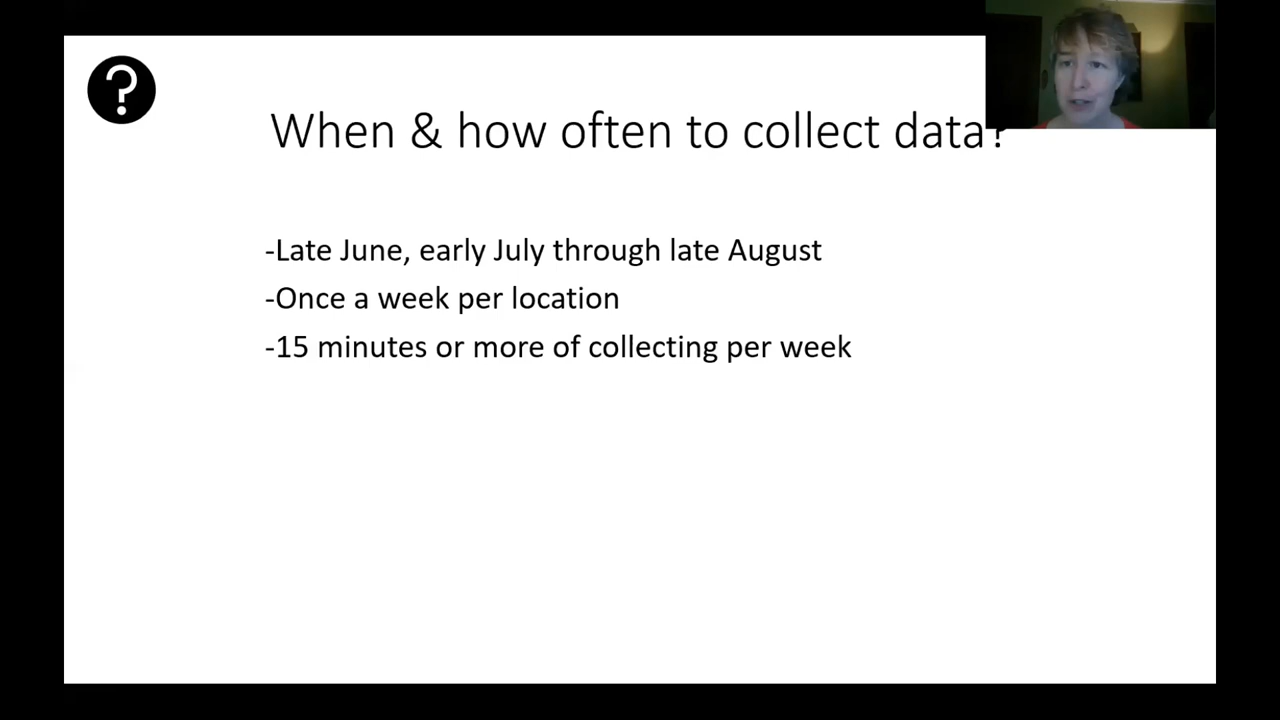 ?
When & how often to collect data?
-Late June, early July through late August
-Once a week per location
-15 minutes or more of collecting per week